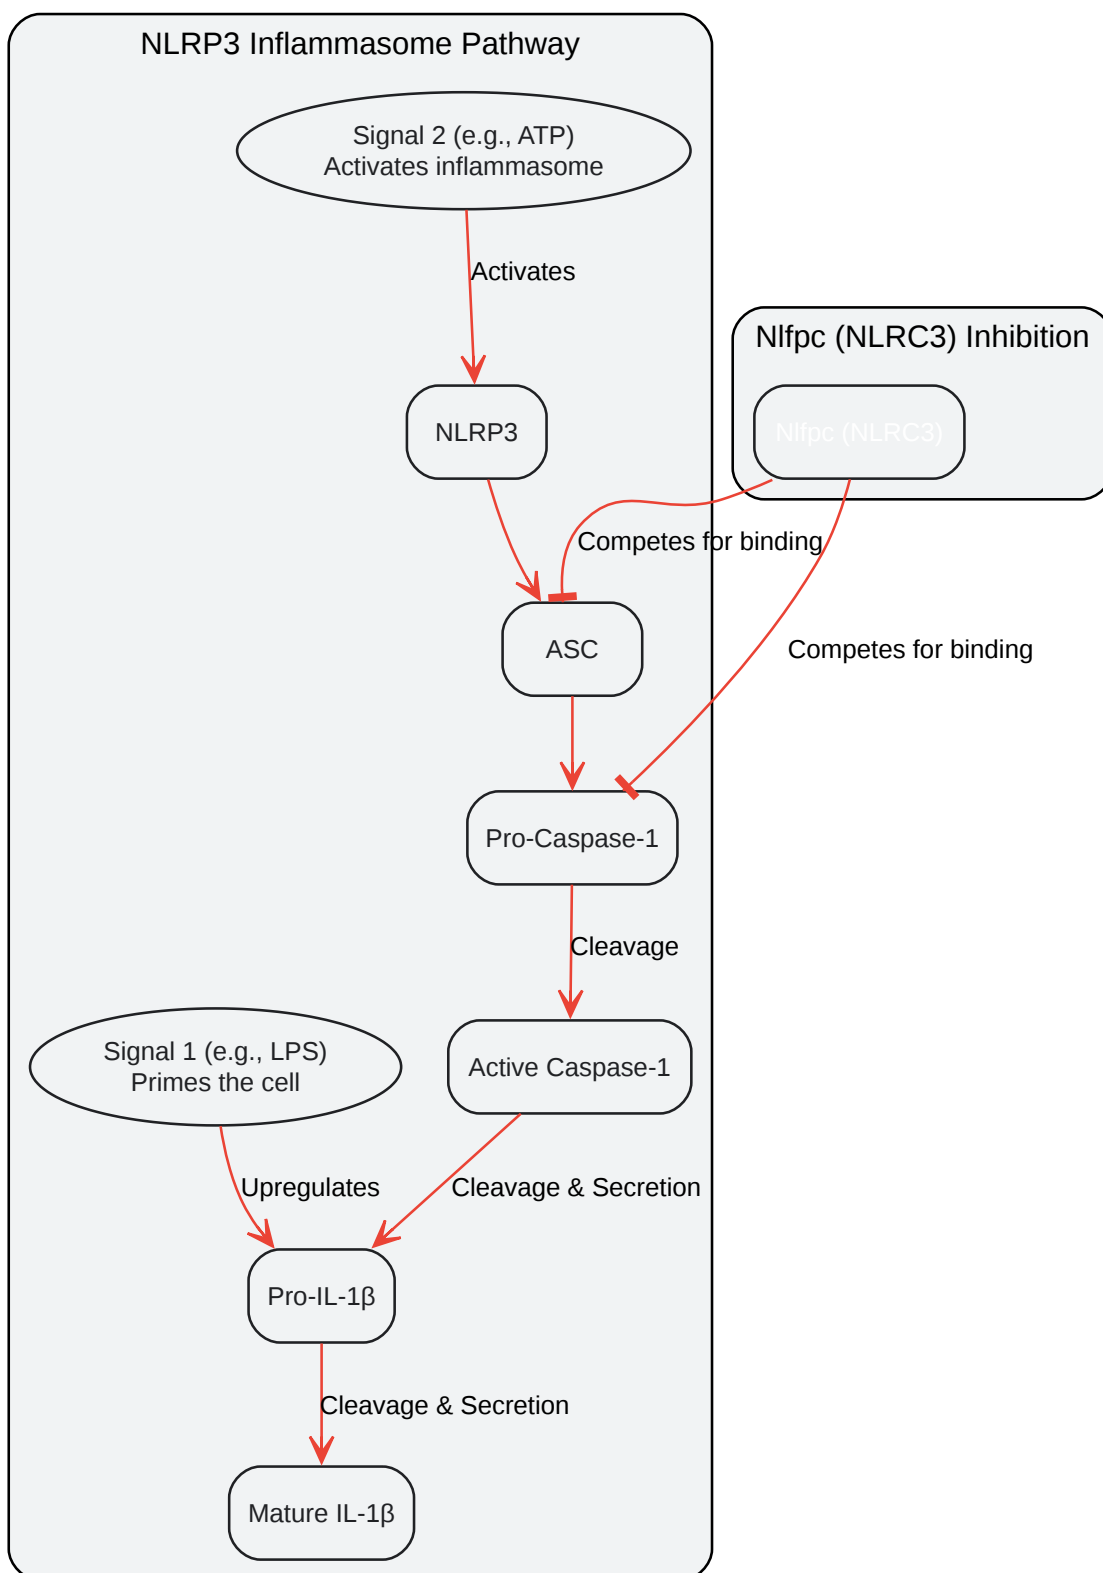 NLRP3 Inflammasome Pathway
Signal 2 (e.g., ATP)
Activates inflammasome
Activates
Nlfpc (NLRC3) Inhibition
NLRP3
Nlfpc (NLRC3)
Competes for binding
ASC
Competes for binding
Pro-Caspase-1
Cleavage
Signal 1 (e.g., LPS)
Primes the cell
Active Caspase-1
Upregulates
Cleavage & Secretion
Pro-IL-1β
Cleavage & Secretion
Mature IL-1β